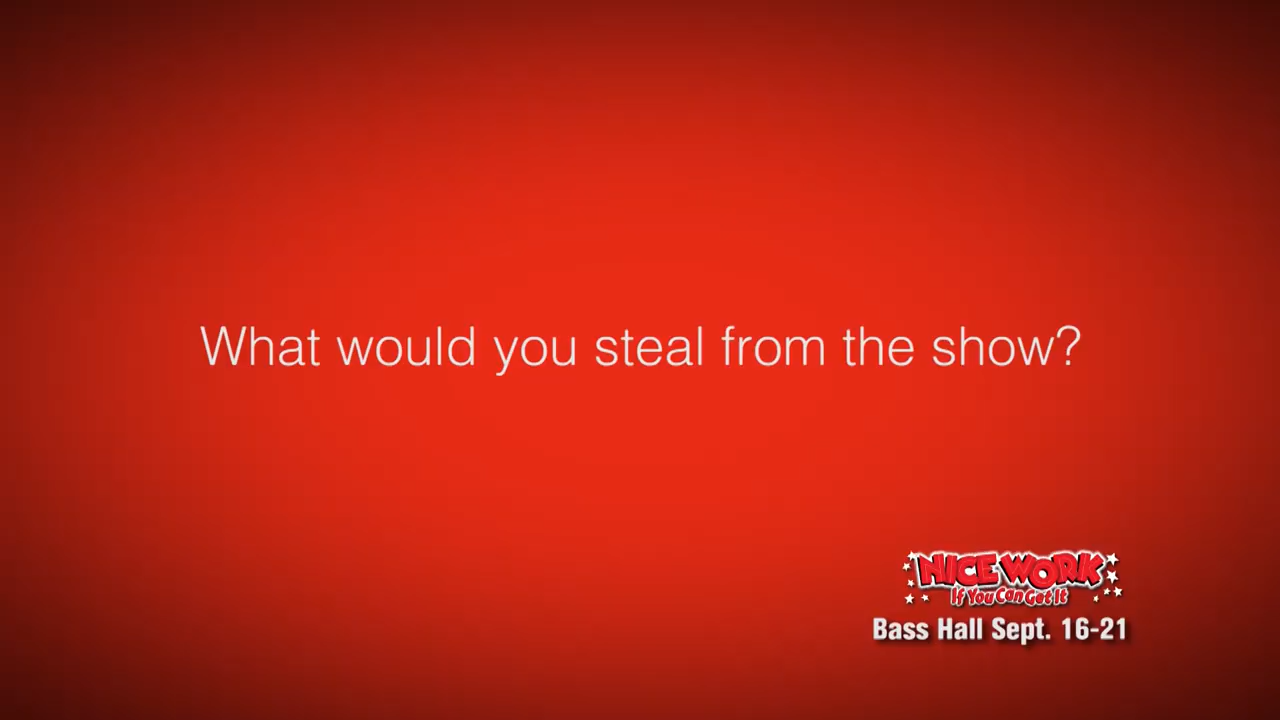 What would you steal from the show?
NICE WORK
If You Can Get It
Bass Hall Sept. 16-21